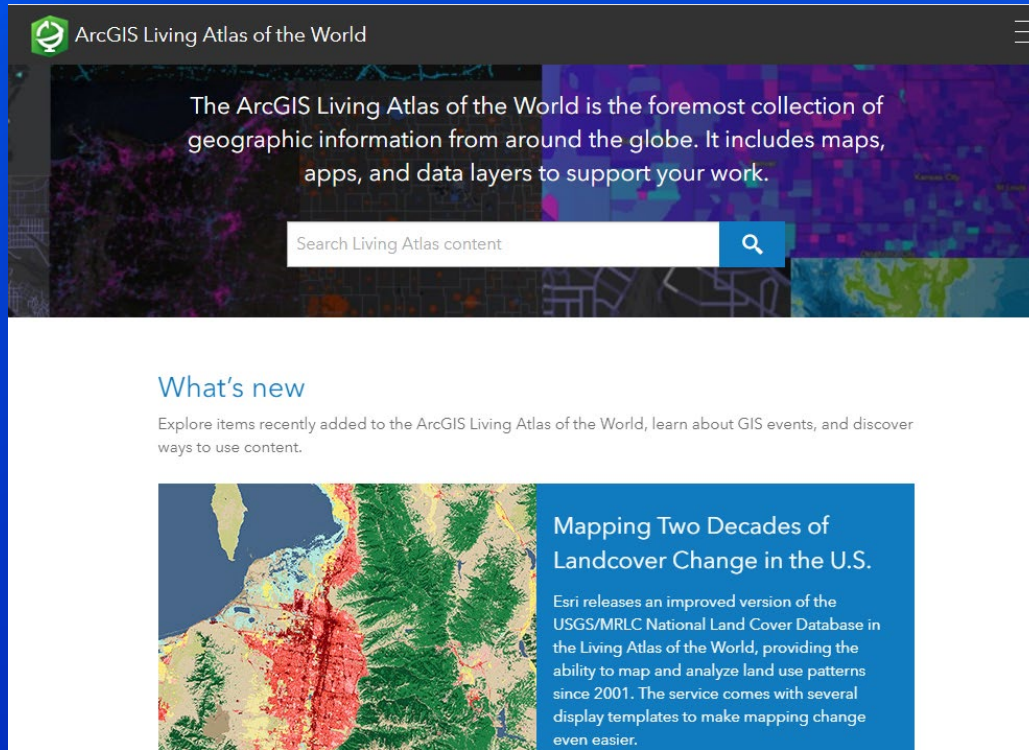 ArcGIS Living Atlas of the World
The ArcGIS Living Atlas of the World is the foremost collection of
geographic information from around the globe. It includes maps,
apps, and data layers to support your work.
Kansas City
Search Living Atlas content
What's new
Explore items recently added to the ArcGIS Living Atlas of the World, learn about GIS events, and discover
ways to use content.
Mapping Two Decades of
Landcover Change in the U.S.
Esri releases an improved version of the
USGS/MRLC National Land Cover Database in
the Living Atlas of the World, providing the
ability to map and analyze land use patterns
since 2001. The service comes with several
display templates to make mapping change
even easier.